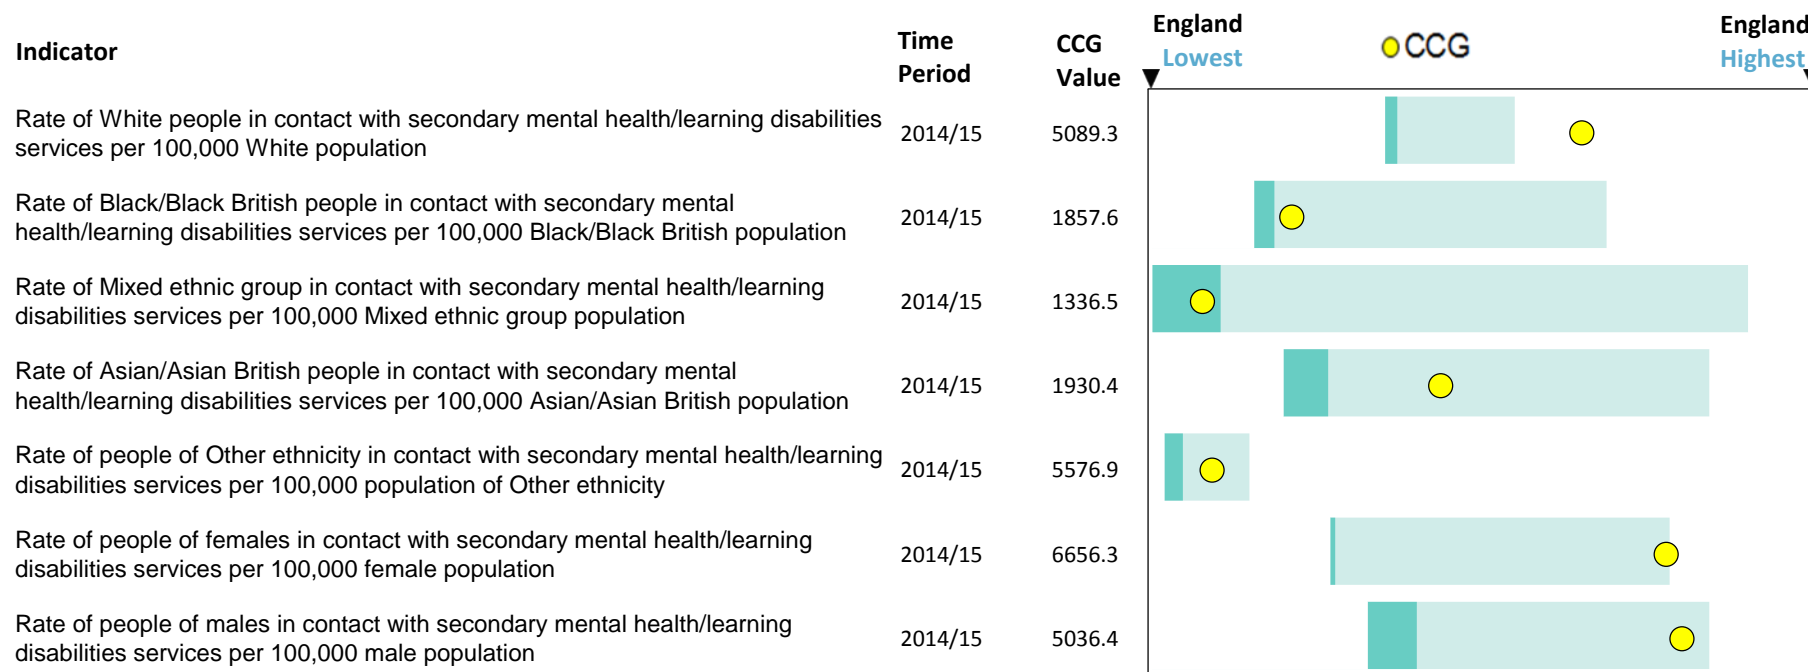 Indicator
Time
Period
CCG
Value
England
Lowest
CCG
England
Highest
Rate of White people in contact with secondary mental health/learning disabilities
services per 100,000 White population
2014/15
5089.3
Rate of Black/Black British people in contact with secondary mental
health/learning disabilities services per 100,000 Black/Black British population
2014/15
1857.6
Rate of Mixed ethnic group in contact with secondary mental health/learning
disabilities services per 100,000 Mixed ethnic group population
2014/15
1336.5
Rate of Asian/Asian British people in contact with secondary mental
health/learning disabilities services per 100,000 Asian/Asian British population
2014/15
1930.4
Rate of people of Other ethnicity in contact with secondary mental health/learning
disabilities services per 100,000 population of Other ethnicity
2014/15
5576.9
Rate of people of females in contact with secondary mental health/learning
disabilities services per 100,000 female population
2014/15
6656.3
Rate of people of males in contact with secondary mental health/learning
disabilities services per 100,000 male population
2014/15
5036.4